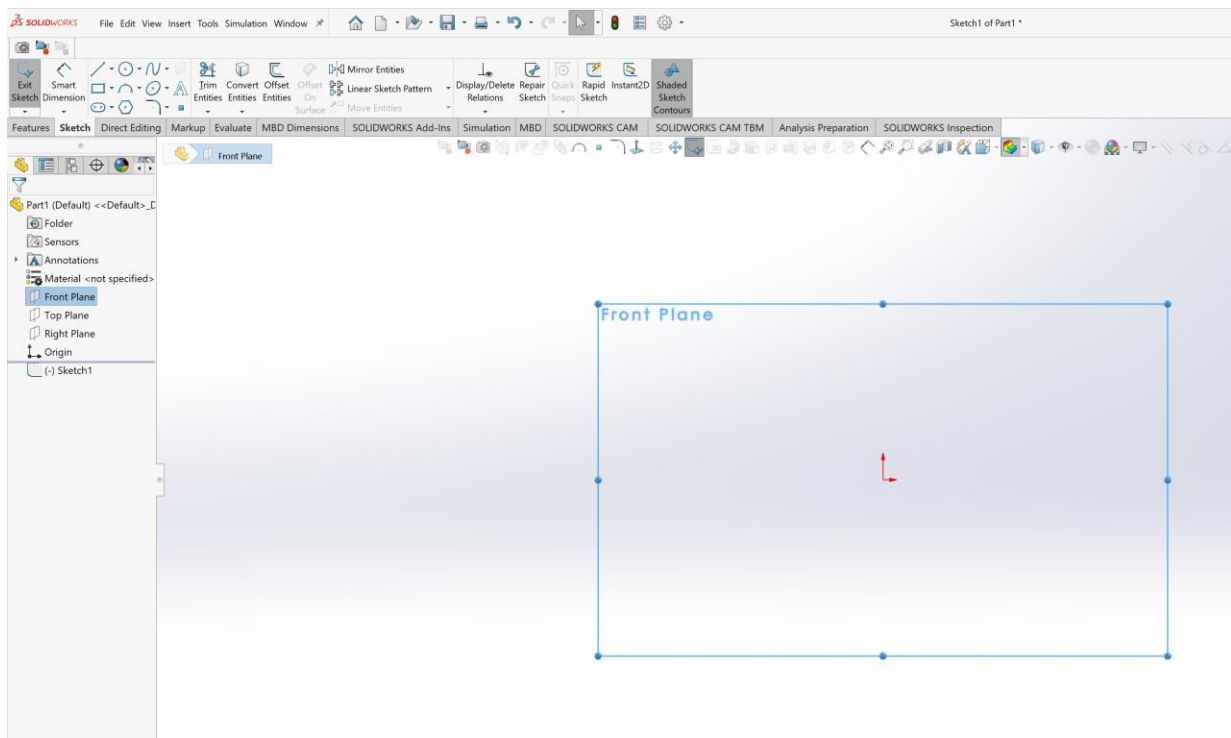 SOLIDWORKS File Edit View Insert Tools Simulation Window Sketch1 of Part1 *
Exit Sketch
Smart Dimension
Trim Entities
Convert Entities
Offset Entities
Offset On Surface
Mirror Entities
Linear Sketch Pattern
Move Entities
Display/Delete Relations
Repair Sketch
Quick Snaps
Rapid Sketch
Instant2D
Shaded Sketch Contours
Features Sketch Direct Editing Markup Evaluate MBD Dimensions SOLIDWORKS Add-Ins Simulation MBD SOLIDWORKS CAM SOLIDWORKS CAM TBM Analysis Preparation SOLIDWORKS Inspection
Front Plane
Part1 (Default) <<Default>_D
Folder
Sensors
Annotations
Material <not specified>
Front Plane
Top Plane
Right Plane
Origin
(-) Sketch1
Front Plane